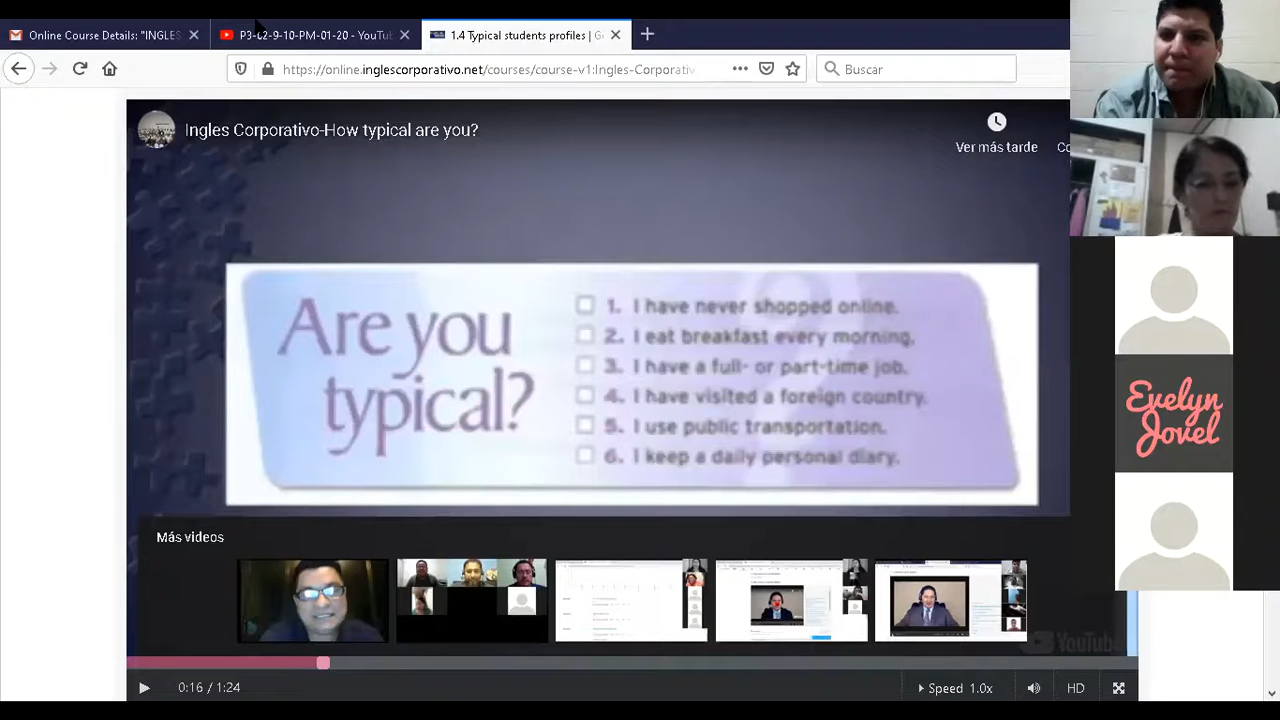 Online Course Details: "INGLES
P3-02-9-10-PM-01-20 - YouTu
1.4 Typical students profiles | G
https://online.inglescorporativo.net/courses/course-v1:Ingles-Corporativ
Buscar
Ingles Corporativo-How typical are you?
Ver más tarde
Co
Are you
typical?
1. I have never shopped online.
2. I eat breakfast every morning.
3. I have a full- or part-time job.
4. I have visited a foreign country.
5. I use public transportation.
6. I keep a daily personal diary.
Evelyn
Jovel
Más videos
YouTube
0:16 / 1:24
Speed 1.0x
HD